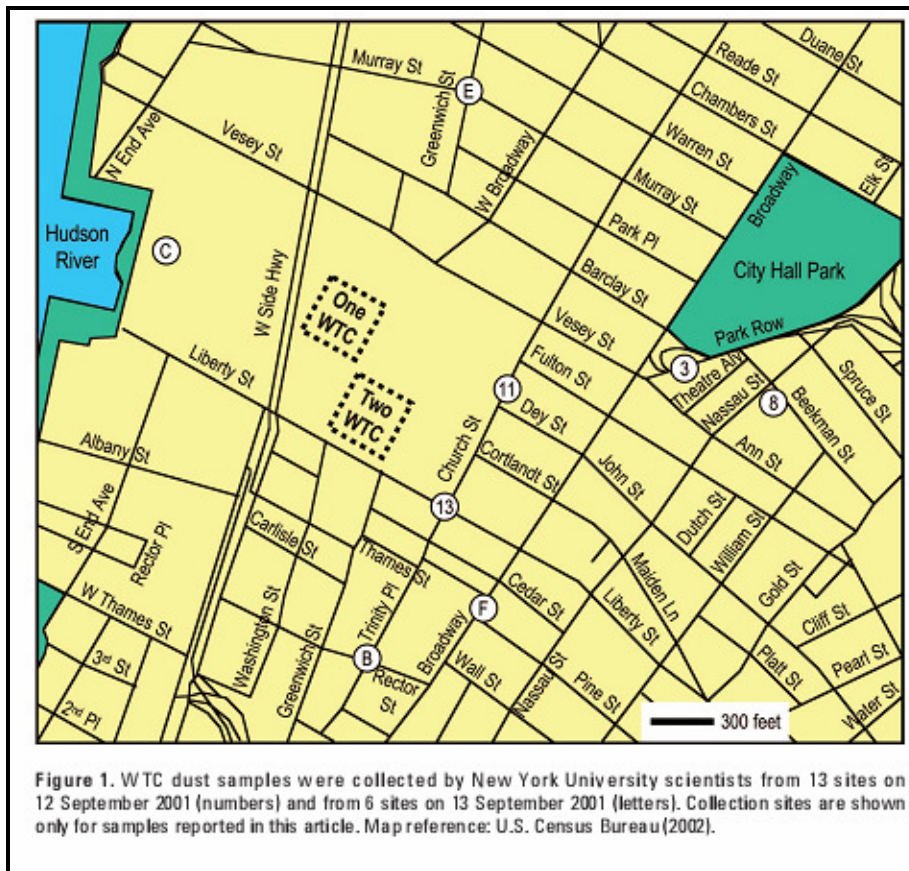 Duane St
Reade St
Murray St
Chambers St
E
Greenwich St
Warren St
Elk St
Vesey St
N End Ave
W Broadway
Murray St
Broadway
Park Pl
Hudson
River
C
City Hall Park
W Side Hwy
Barclay St
One
WTC
Vesey St
Park Row
Liberty St
Fulton St
3
Theatre Aly
Spruce St
Two
WTC
11
Nassau St
8
Beekman St
Dey St
Church St
Ann St
Albany St
Cortlandt St
John St
S End Ave
13
Dutch St
William St
Carlisle St
Rector Pl
Thames St
Maiden Ln
Gold St
W Thames St
Cedar St
F
Liberty St
Cliff St
Washington St
Trinity Pl
Broadway
3rd St
Greenwich St
B
Rector
St
Wall St
Nassau St
Pine St
Platt St
Pearl St
2nd Pl
Water St
300 feet
Figure 1. WTC dust samples were collected by New York University scientists from 13 sites on
12 September 2001 (numbers) and from 6 sites on 13 September 2001 (letters). Collection sites are shown
only for samples reported in this article. Map reference: U.S. Census Bureau (2002).